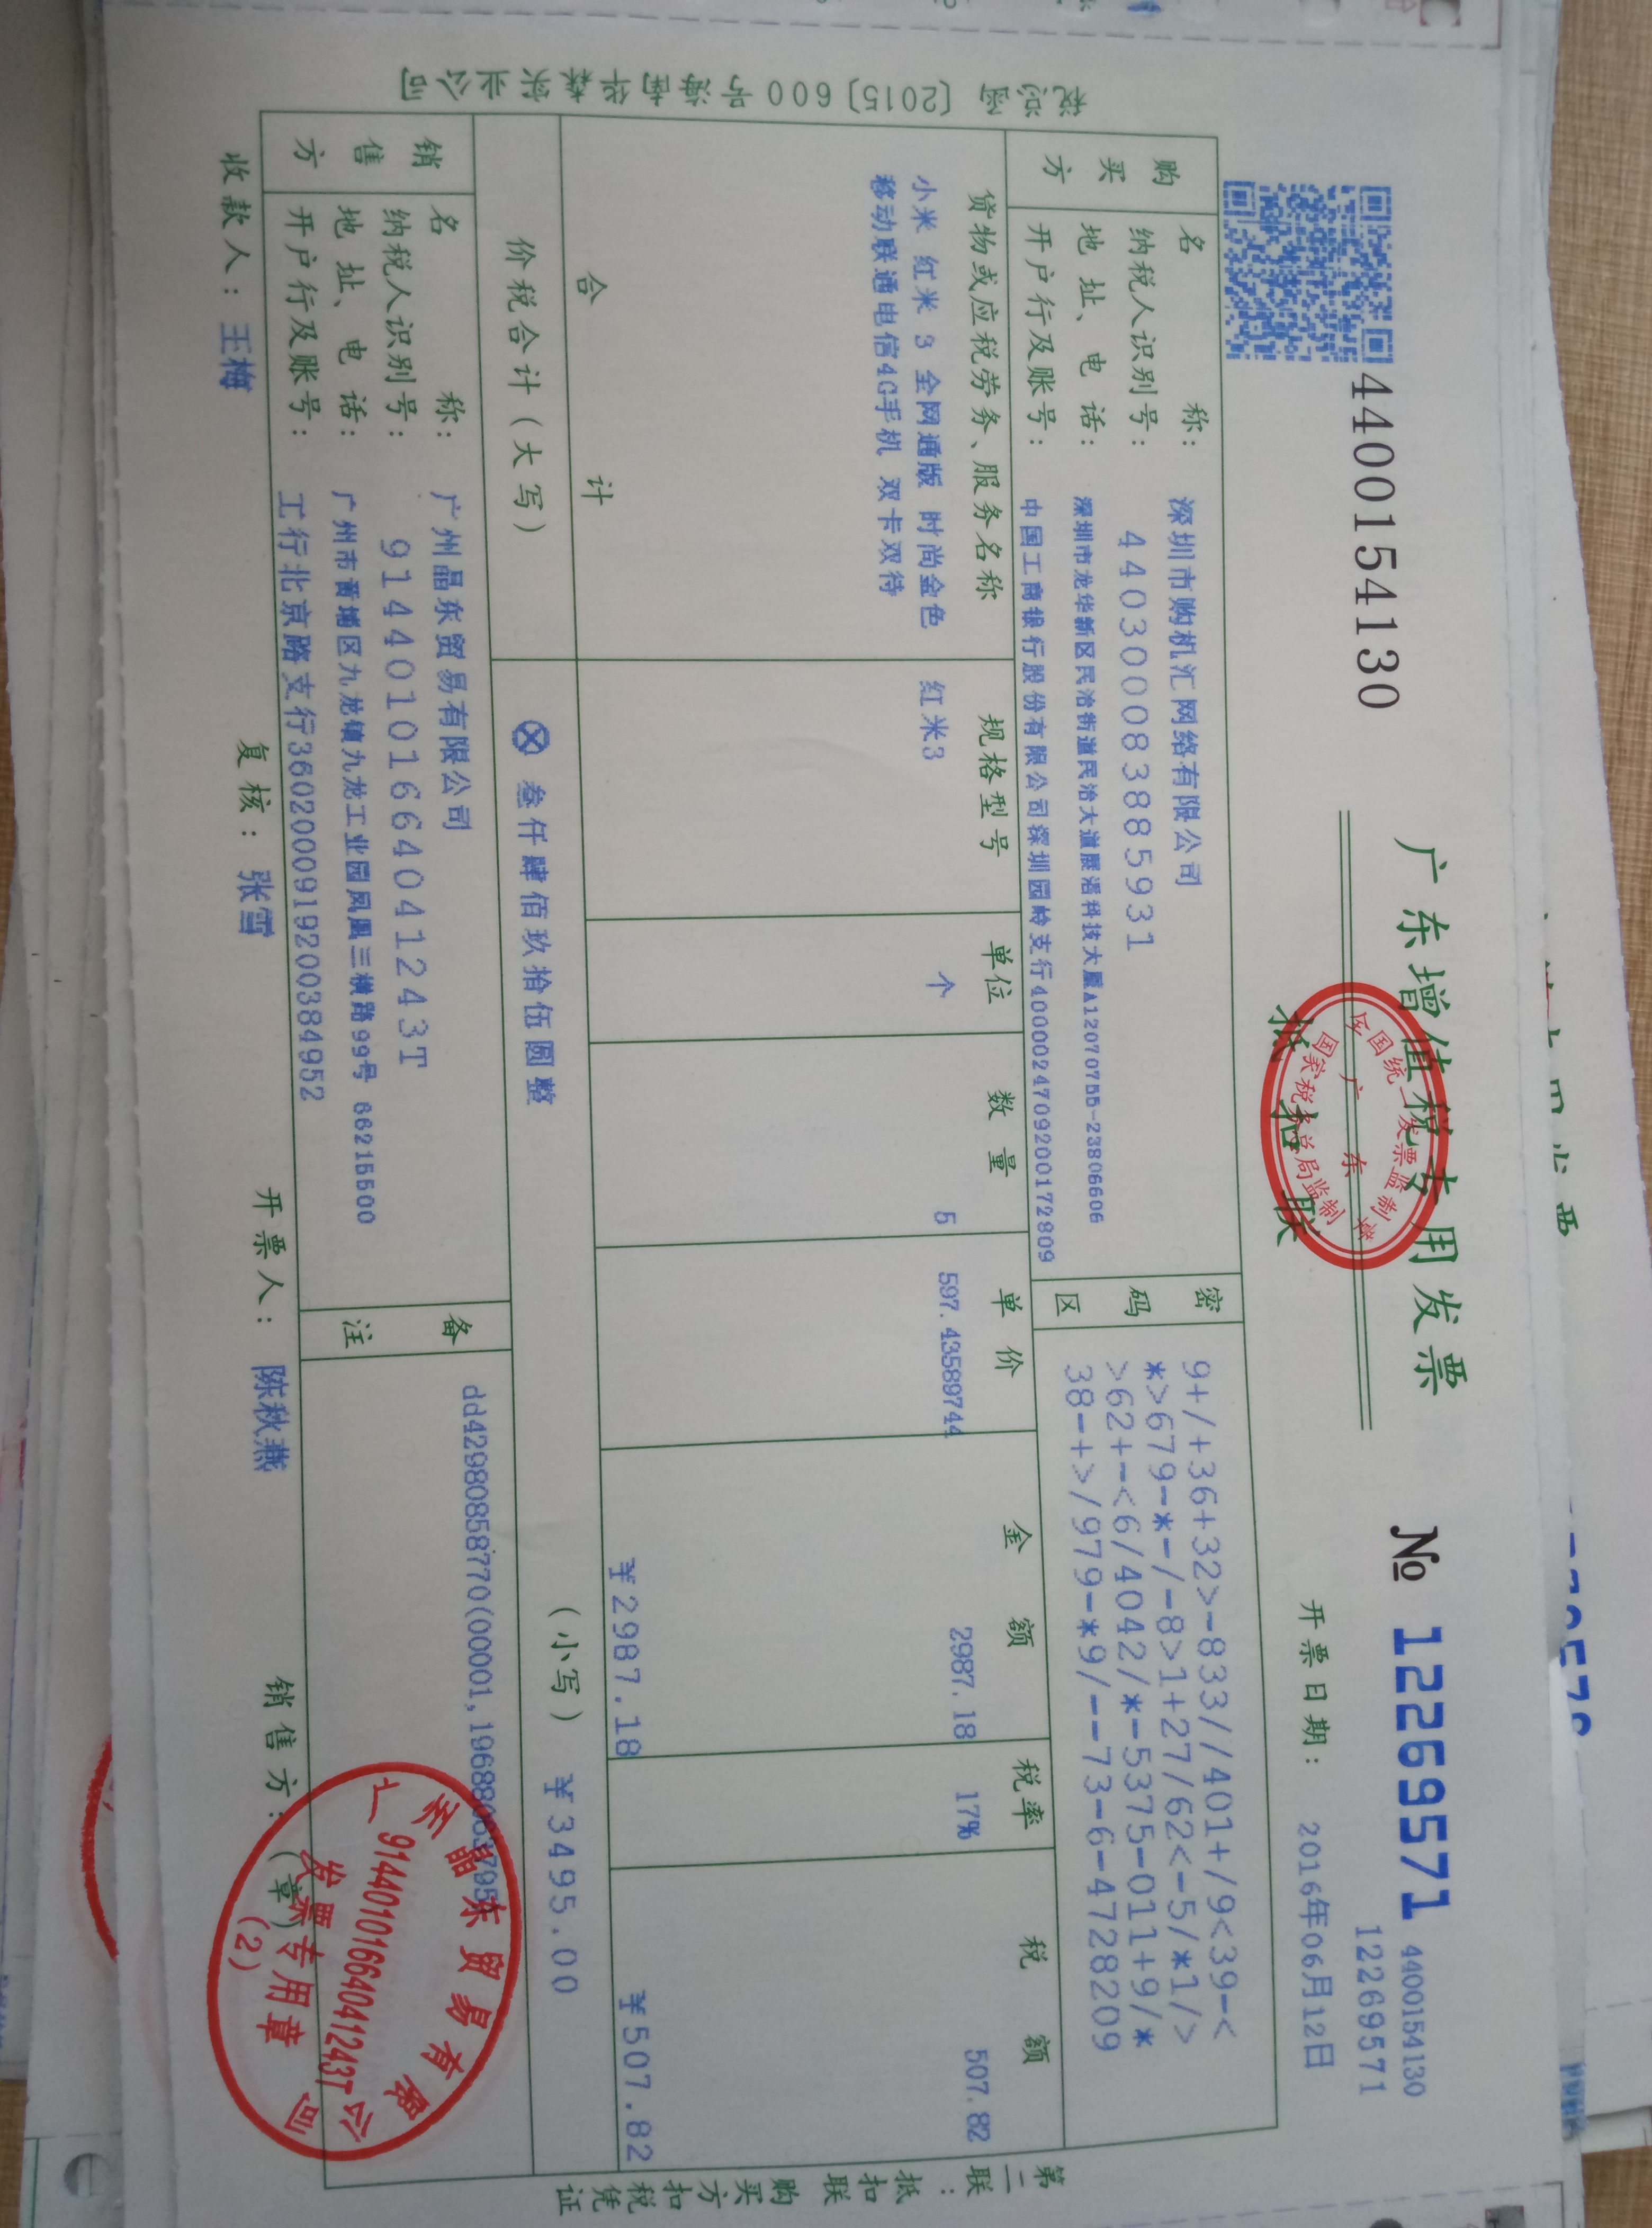 4400154130
广东增值税专用发票
№ 12269571
4400154130
12269571
抵扣联
开票日期： 2016年06月12日
全国统一发票监制章
广东
国家税务总局监制
税总函〔2015〕600号海南华森实业公司
购买方
名称： 深圳市购机汇网络有限公司
纳税人识别号： 440300083885931
地址、电话： 深圳市龙华新区民治街道民治大道展滔科技大厦A12070755-23806606
开户行及账号： 中国工商银行股份有限公司深圳园岭支行4000024709200172809
密码区
9+/+36+32>-833//401+/9<39-<
*>679-*-/-8>1+27/62<-5/*1/>
>62+-<6/4042/*-5375-011+9/*
38-+>/979-*9/--73-6-4728209
货物或应税劳务、服务名称 规格型号 单位 数量 单价 金额 税率 税额
小米 红米 3 全网通版 时尚金色 红米3 个 5 597.43589744 2987.18 17% 507.82
移动联通电信4G手机 双卡双待
合计 ￥2987.18 ￥507.82
价税合计（大写） ⊗ 叁仟肆佰玖拾伍圆整 （小写） ￥3495.00
销售方
名称： 广州晶东贸易有限公司
纳税人识别号： 91440101664041243T
地址、电话： 广州市黄埔区九龙镇九龙工业园凤凰三横路99号 66215500
开户行及账号： 工行北京路支行3602000919200384952
备注
dd42980858770(00001,19688063795)
收款人： 王梅 复核： 张雪 开票人： 陈秋燕 销售方：（章）
广州晶东贸易有限公司
91440101664041243T
发票专用章
(2)
第二联：抵扣联 购买方扣税凭证